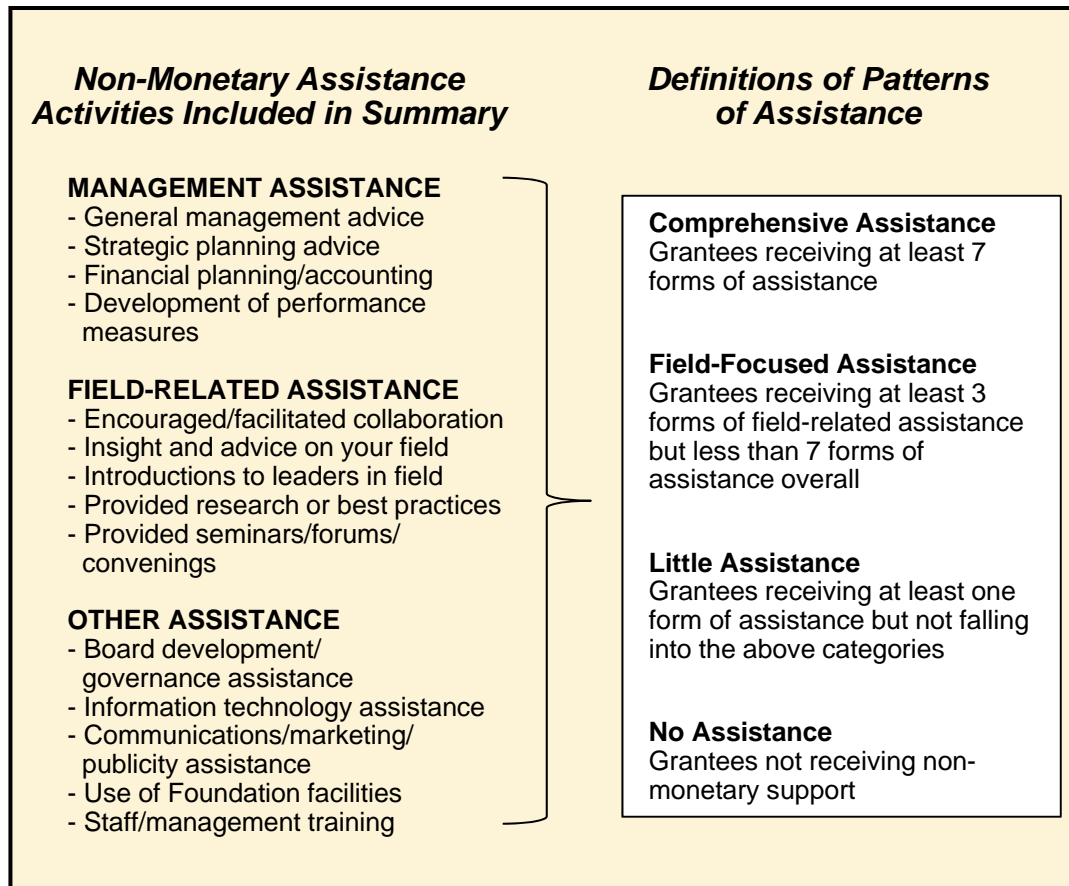 Non-Monetary Assistance
Activities Included in Summary
MANAGEMENT ASSISTANCE
- General management advice
- Strategic planning advice
- Financial planning/accounting
- Development of performance
measures
FIELD-RELATED ASSISTANCE
- Encouraged/facilitated collaboration
- Insight and advice on your field
- Introductions to leaders in field
- Provided research or best practices
- Provided seminars/forums/
convenings
OTHER ASSISTANCE
- Board development/
governance assistance
- Information technology assistance
- Communications/marketing/
publicity assistance
- Use of Foundation facilities
- Staff/management training
Definitions of Patterns
of Assistance
Comprehensive Assistance
Grantees receiving at least 7
forms of assistance
Field-Focused Assistance
Grantees receiving at least 3
forms of field-related assistance
but less than 7 forms of
assistance overall
Little Assistance
Grantees receiving at least one
form of assistance but not falling
into the above categories
No Assistance
Grantees not receiving non-
monetary support